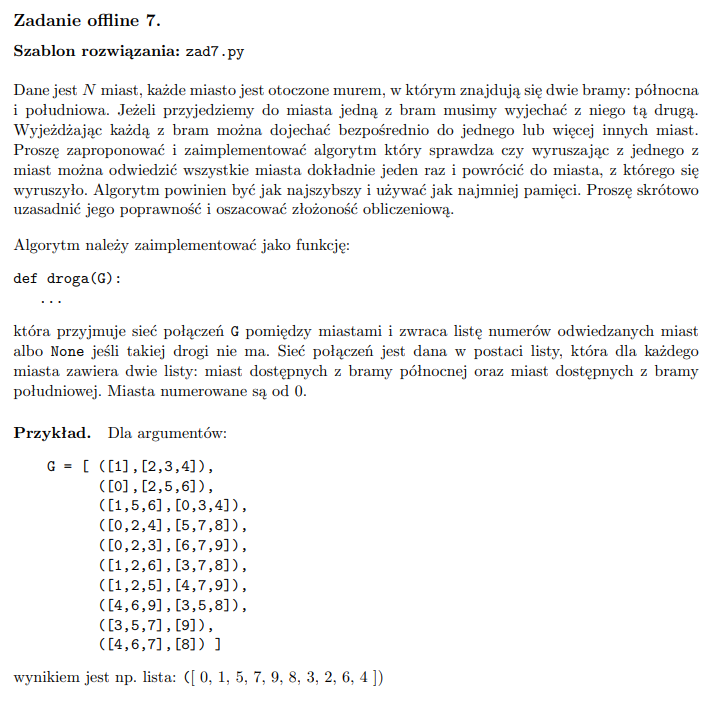 Zadanie offline 7.
Szablon rozwiązania: zad7.py
Dane jest N miast, każde miasto jest otoczone murem, w którym znajdują się dwie bramy: północna
i południowa. Jeżeli przyjedziemy do miasta jedną z bram musimy wyjechać z niego tą drugą.
Wyjeżdżając każdą z bram można dojechać bezpośrednio do jednego lub więcej innych miast.
Proszę zaproponować i zaimplementować algorytm który sprawdza czy wyruszając z jednego z
miast można odwiedzić wszystkie miasta dokładnie jeden raz i powrócić do miasta, z którego się
wyruszyło. Algorytm powinien być jak najszybszy i używać jak najmniej pamięci. Proszę skrótowo
uzasadnić jego poprawność i oszacować złożoność obliczeniową.
Algorytm należy zaimplementować jako funkcję:
def droga(G):
...
która przyjmuje sieć połączeń G pomiędzy miastami i zwraca listę numerów odwiedzanych miast
albo None jeśli takiej drogi nie ma. Sieć połączeń jest dana w postaci listy, która dla każdego
miasta zawiera dwie listy: miast dostępnych z bramy północnej oraz miast dostępnych z bramy
południowej. Miasta numerowane są od 0.
Przykład. Dla argumentów:
G = [ ([1],[2,3,4]),
([0],[2,5,6]),
([1,5,6],[0,3,4]),
([0,2,4],[5,7,8]),
([0,2,3],[6,7,9]),
([1,2,6],[3,7,8]),
([1,2,5],[4,7,9]),
([4,6,9],[3,5,8]),
([3,5,7],[9]),
([4,6,7],[8]) ]
wynikiem jest np. lista: ([ 0, 1, 5, 7, 9, 8, 3, 2, 6, 4 ])